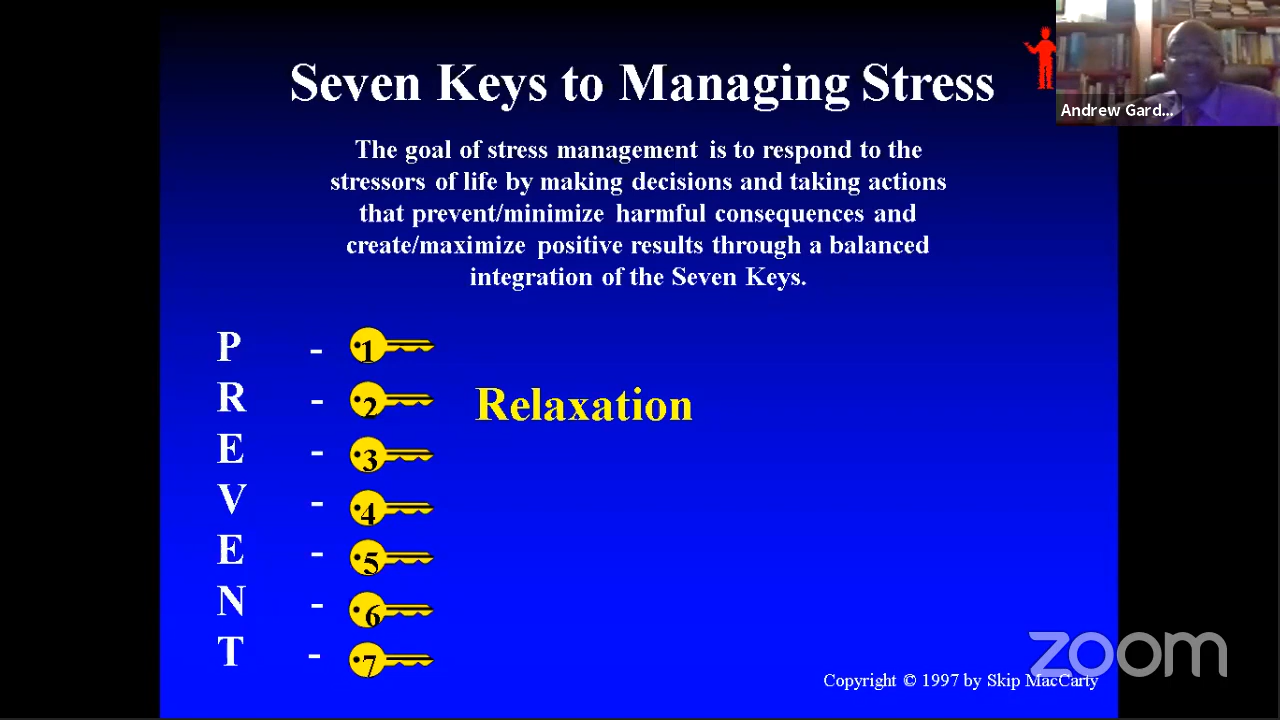 Seven Keys to Managing Stress
Andrew Gard...
The goal of stress management is to respond to the
stressors of life by making decisions and taking actions
that prevent/minimize harmful consequences and
create/maximize positive results through a balanced
integration of the Seven Keys.
P - 1
R - 2 Relaxation
E - 3
V - 4
E - 5
N - 6
T - 7
zoom
Copyright © 1997 by Skip MacCarty